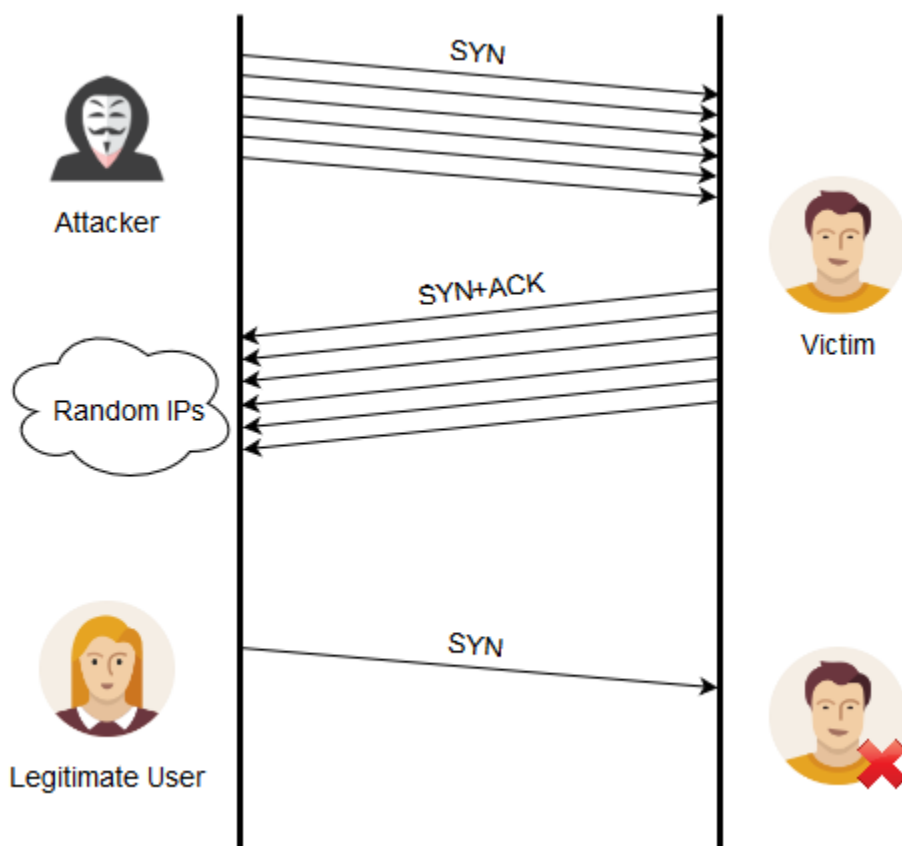 SYN
Attacker
SYN+ACK
Victim
Random IPs
SYN
Legitimate User